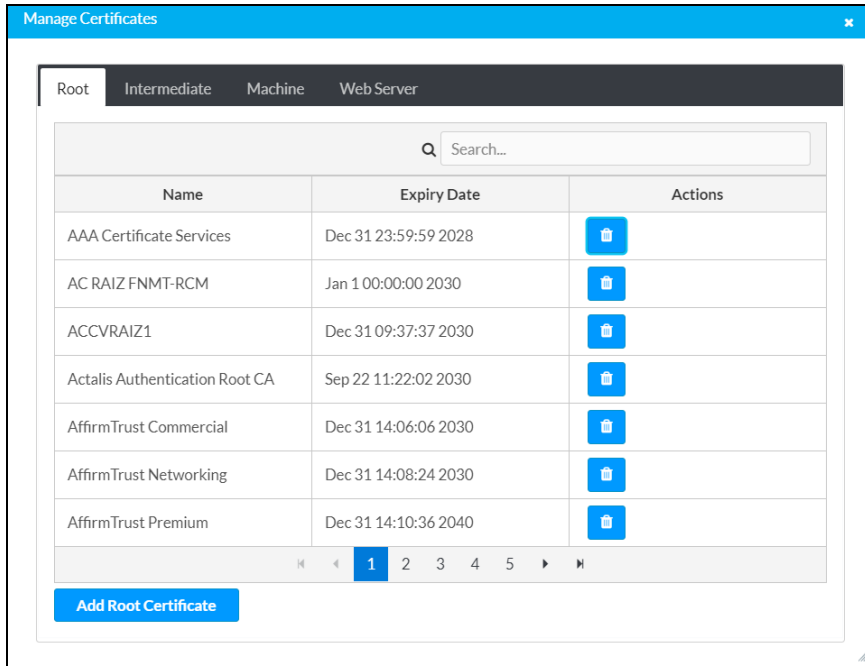 Manage Certificates
Root Intermediate Machine Web Server
Search...
Name Expiry Date Actions
AAA Certificate Services Dec 31 23:59:59 2028
AC RAIZ FNMT-RCM Jan 1 00:00:00 2030
ACCVRAIZ1 Dec 31 09:37:37 2030
Actalis Authentication Root CA Sep 22 11:22:02 2030
AffirmTrust Commercial Dec 31 14:06:06 2030
AffirmTrust Networking Dec 31 14:08:24 2030
AffirmTrust Premium Dec 31 14:10:36 2040
1 2 3 4 5
Add Root Certificate